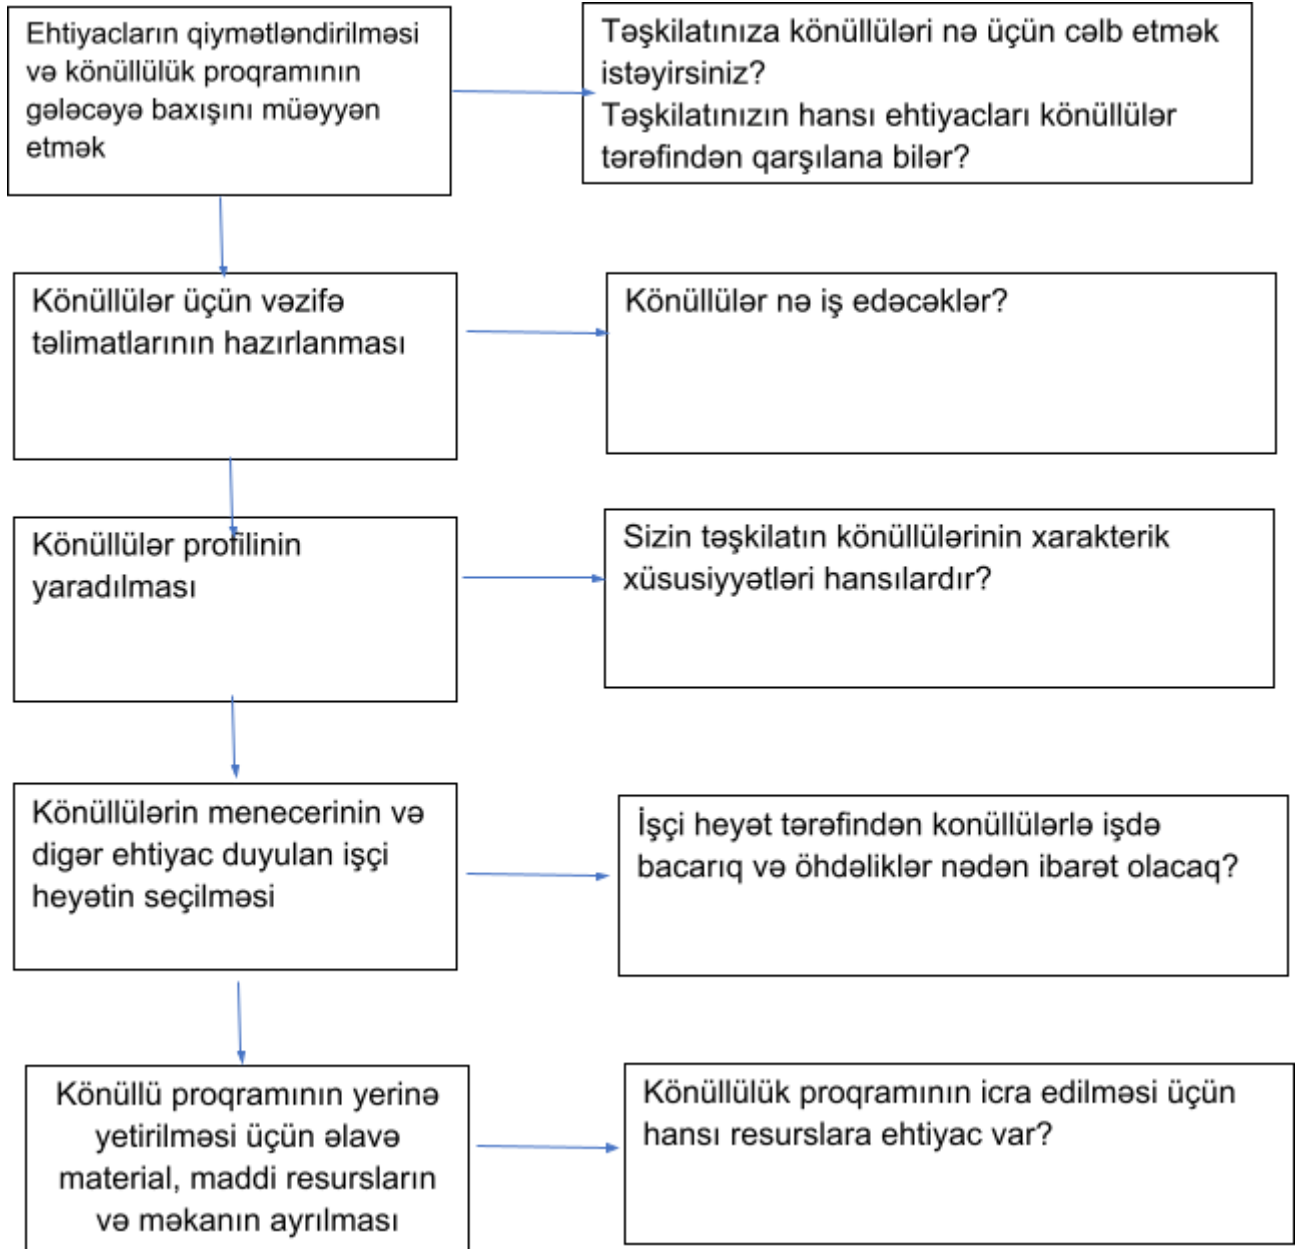 Ehtiyacların qiymətləndirilməsi
və könüllülük proqramının
gələcəyə baxışını müəyyən
etmək
Təşkilatınıza könüllüləri nə üçün cəlb etmək
istəyirsiniz?
Təşkilatınızın hansı ehtiyacları könüllülər
tərəfindən qarşılana bilər?
Könüllülər üçün vəzifə
təlimatlarının hazırlanması
Könüllülər nə iş edəcəklər?
Könüllülər profilinin
yaradılması
Sizin təşkilatın könüllülərinin xarakterik
xüsusiyyətləri hansılardır?
Könüllülərin menecerinin və
digər ehtiyac duyulan işçi
heyətin seçilməsi
İşçi heyət tərəfindən konüllülərlə işdə
bacarıq və öhdəliklər nədən ibarət olacaq?
Könüllü proqramının yerinə
yetirilməsi üçün əlavə
material, maddi resursların
və məkanın ayrılması
Könüllülük proqramının icra edilməsi üçün
hansı resurslara ehtiyac var?